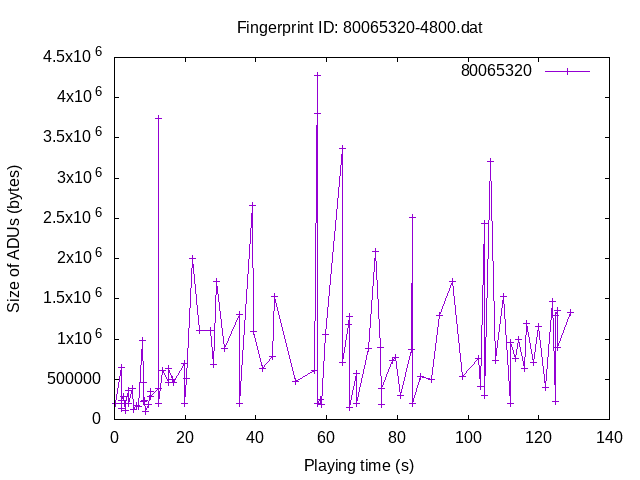 Fingerprint ID: 80065320-4800.dat
80065320
Size of ADUs (bytes)
4.5x10^6
4x10^6
3.5x10^6
3x10^6
2.5x10^6
2x10^6
1.5x10^6
1x10^6
500000
0
0 20 40 60 80 100 120 140
Playing time (s)